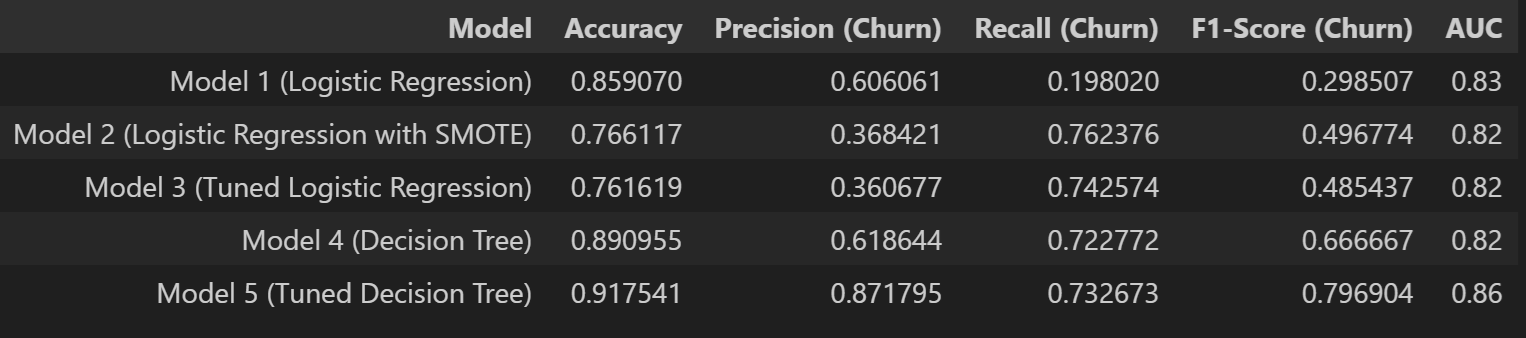 Model Accuracy Precision (Churn) Recall (Churn) F1-Score (Churn) AUC
Model 1 (Logistic Regression) 0.859070 0.606061 0.198020 0.298507 0.83
Model 2 (Logistic Regression with SMOTE) 0.766117 0.368421 0.762376 0.496774 0.82
Model 3 (Tuned Logistic Regression) 0.761619 0.360677 0.742574 0.485437 0.82
Model 4 (Decision Tree) 0.890955 0.618644 0.722772 0.666667 0.82
Model 5 (Tuned Decision Tree) 0.917541 0.871795 0.732673 0.796904 0.86